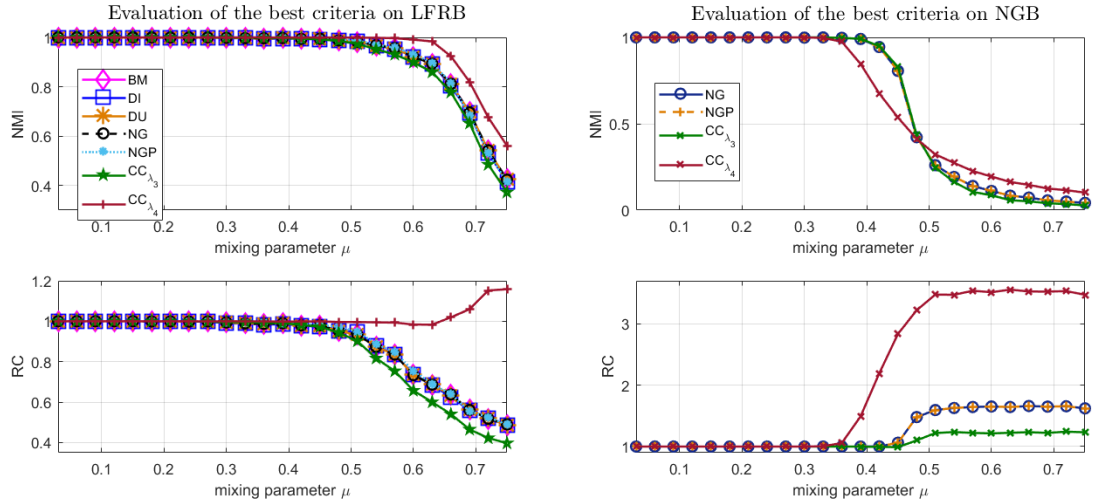 Evaluation of the best criteria on LFRB
1
0.8
0.6
0.4
NMI
BM
DI
DU
NG
NGP
CC_λ3
CC_λ4
0.1 0.2 0.3 0.4 0.5 0.6 0.7
mixing parameter μ
Evaluation of the best criteria on NGB
1
0.5
0
NMI
NG
NGP
CC_λ3
CC_λ4
0.1 0.2 0.3 0.4 0.5 0.6 0.7
mixing parameter μ
1.2
1
0.8
0.6
0.4
RC
0.1 0.2 0.3 0.4 0.5 0.6 0.7
mixing parameter μ
3
2
1
RC
0.1 0.2 0.3 0.4 0.5 0.6 0.7
mixing parameter μ